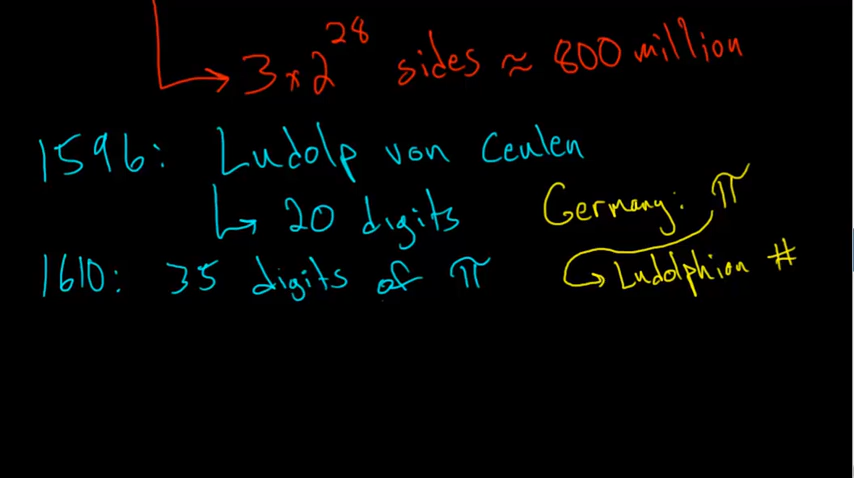 3 × 2^28 sides ≈ 800 million
1596: Ludolp von Ceulen
↳ 20 digits
Germany: π
↳ Ludolphian #
1610: 35 digits of π